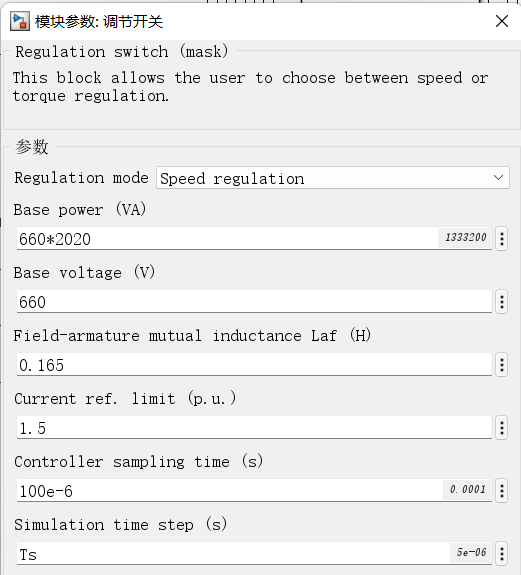 模块参数: 调节开关
Regulation switch (mask)
This block allows the user to choose between speed or
torque regulation.
参数
Regulation mode Speed regulation
Base power (VA)
660*2020 1333200
Base voltage (V)
660
Field-armature mutual inductance Laf (H)
0.165
Current ref. limit (p.u.)
1.5
Controller sampling time (s)
100e-6 0.0001
Simulation time step (s)
Ts 5e-06